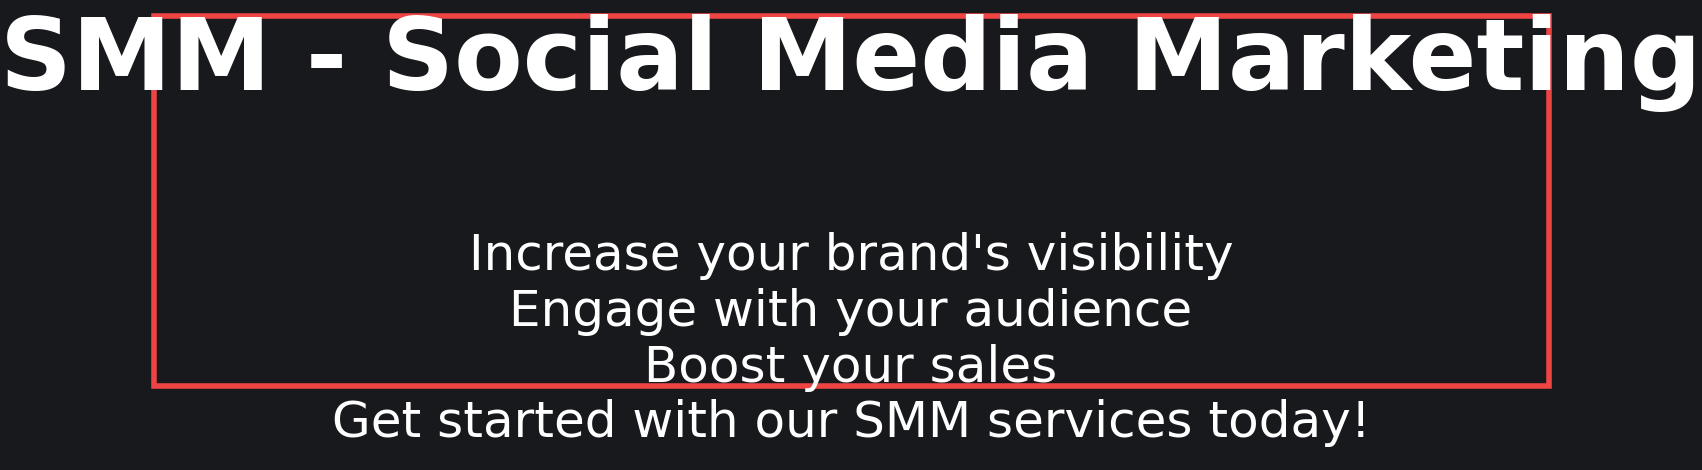 SMM - Social Media Marketing
Increase your brand's visibility
Engage with your audience
Boost your sales
Get started with our SMM services today!